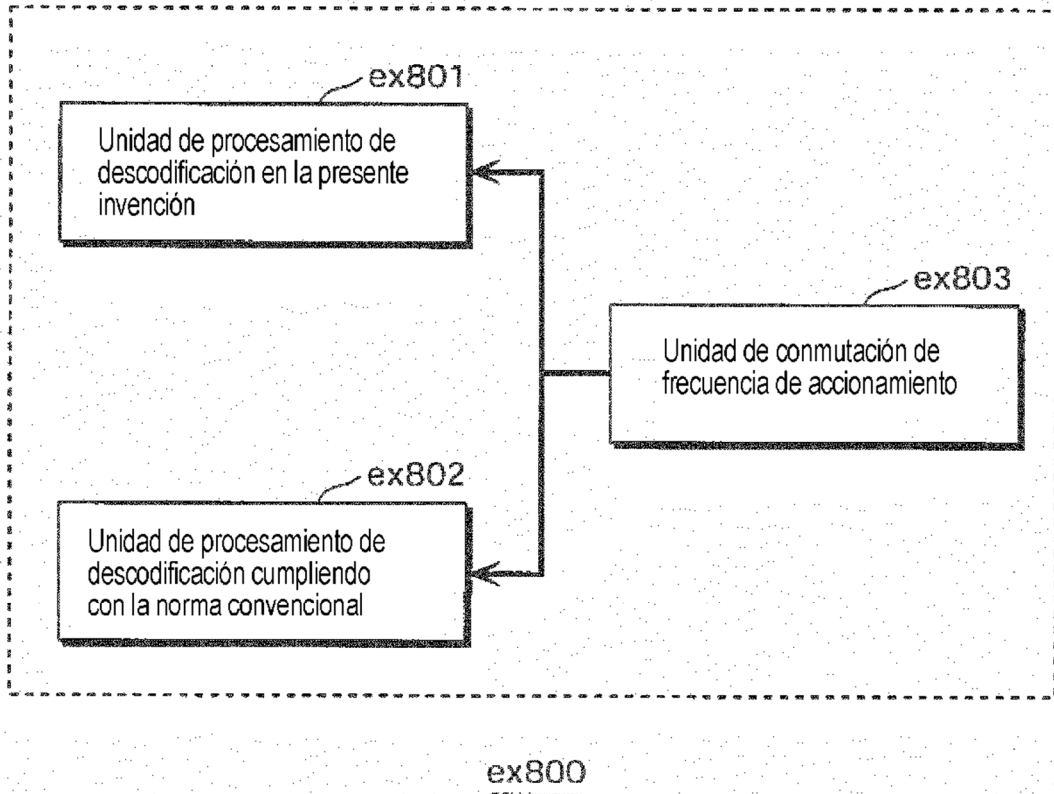 ex801
Unidad de procesamiento de
descodificación en la presente
invención
ex803
Unidad de conmutación de
frecuencia de accionamiento
ex802
Unidad de procesamiento de
descodificación cumpliendo
con la norma convencional
ex800